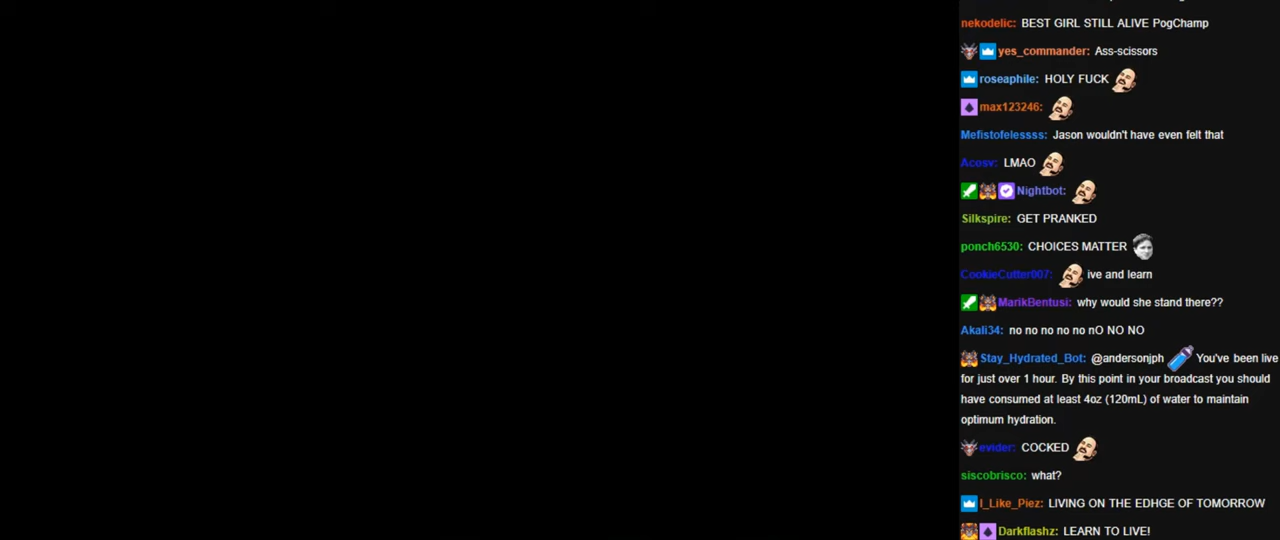 nekodelic: BEST GIRL STILL ALIVE PogChamp
yes_commander: Ass-scissors
roseaphile: HOLY FUCK
max123246:
Mefistofelessss: Jason wouldn't have even felt that
Acosv: LMAO
Nightbot:
Silkspire: GET PRANKED
ponch6530: CHOICES MATTER
CookieCutter007: ive and learn
MarikBentusi: why would she stand there??
Akali34: no no no no no nO NO NO
Stay_Hydrated_Bot: @andersonjph You've been live
for just over 1 hour. By this point in your broadcast you should
have consumed at least 4oz (120mL) of water to maintain
optimum hydration.
evider: COCKED
siscobrisco: what?
I_Like_Piez: LIVING ON THE EDHGE OF TOMORROW
Darkflashz: LEARN TO LIVE!